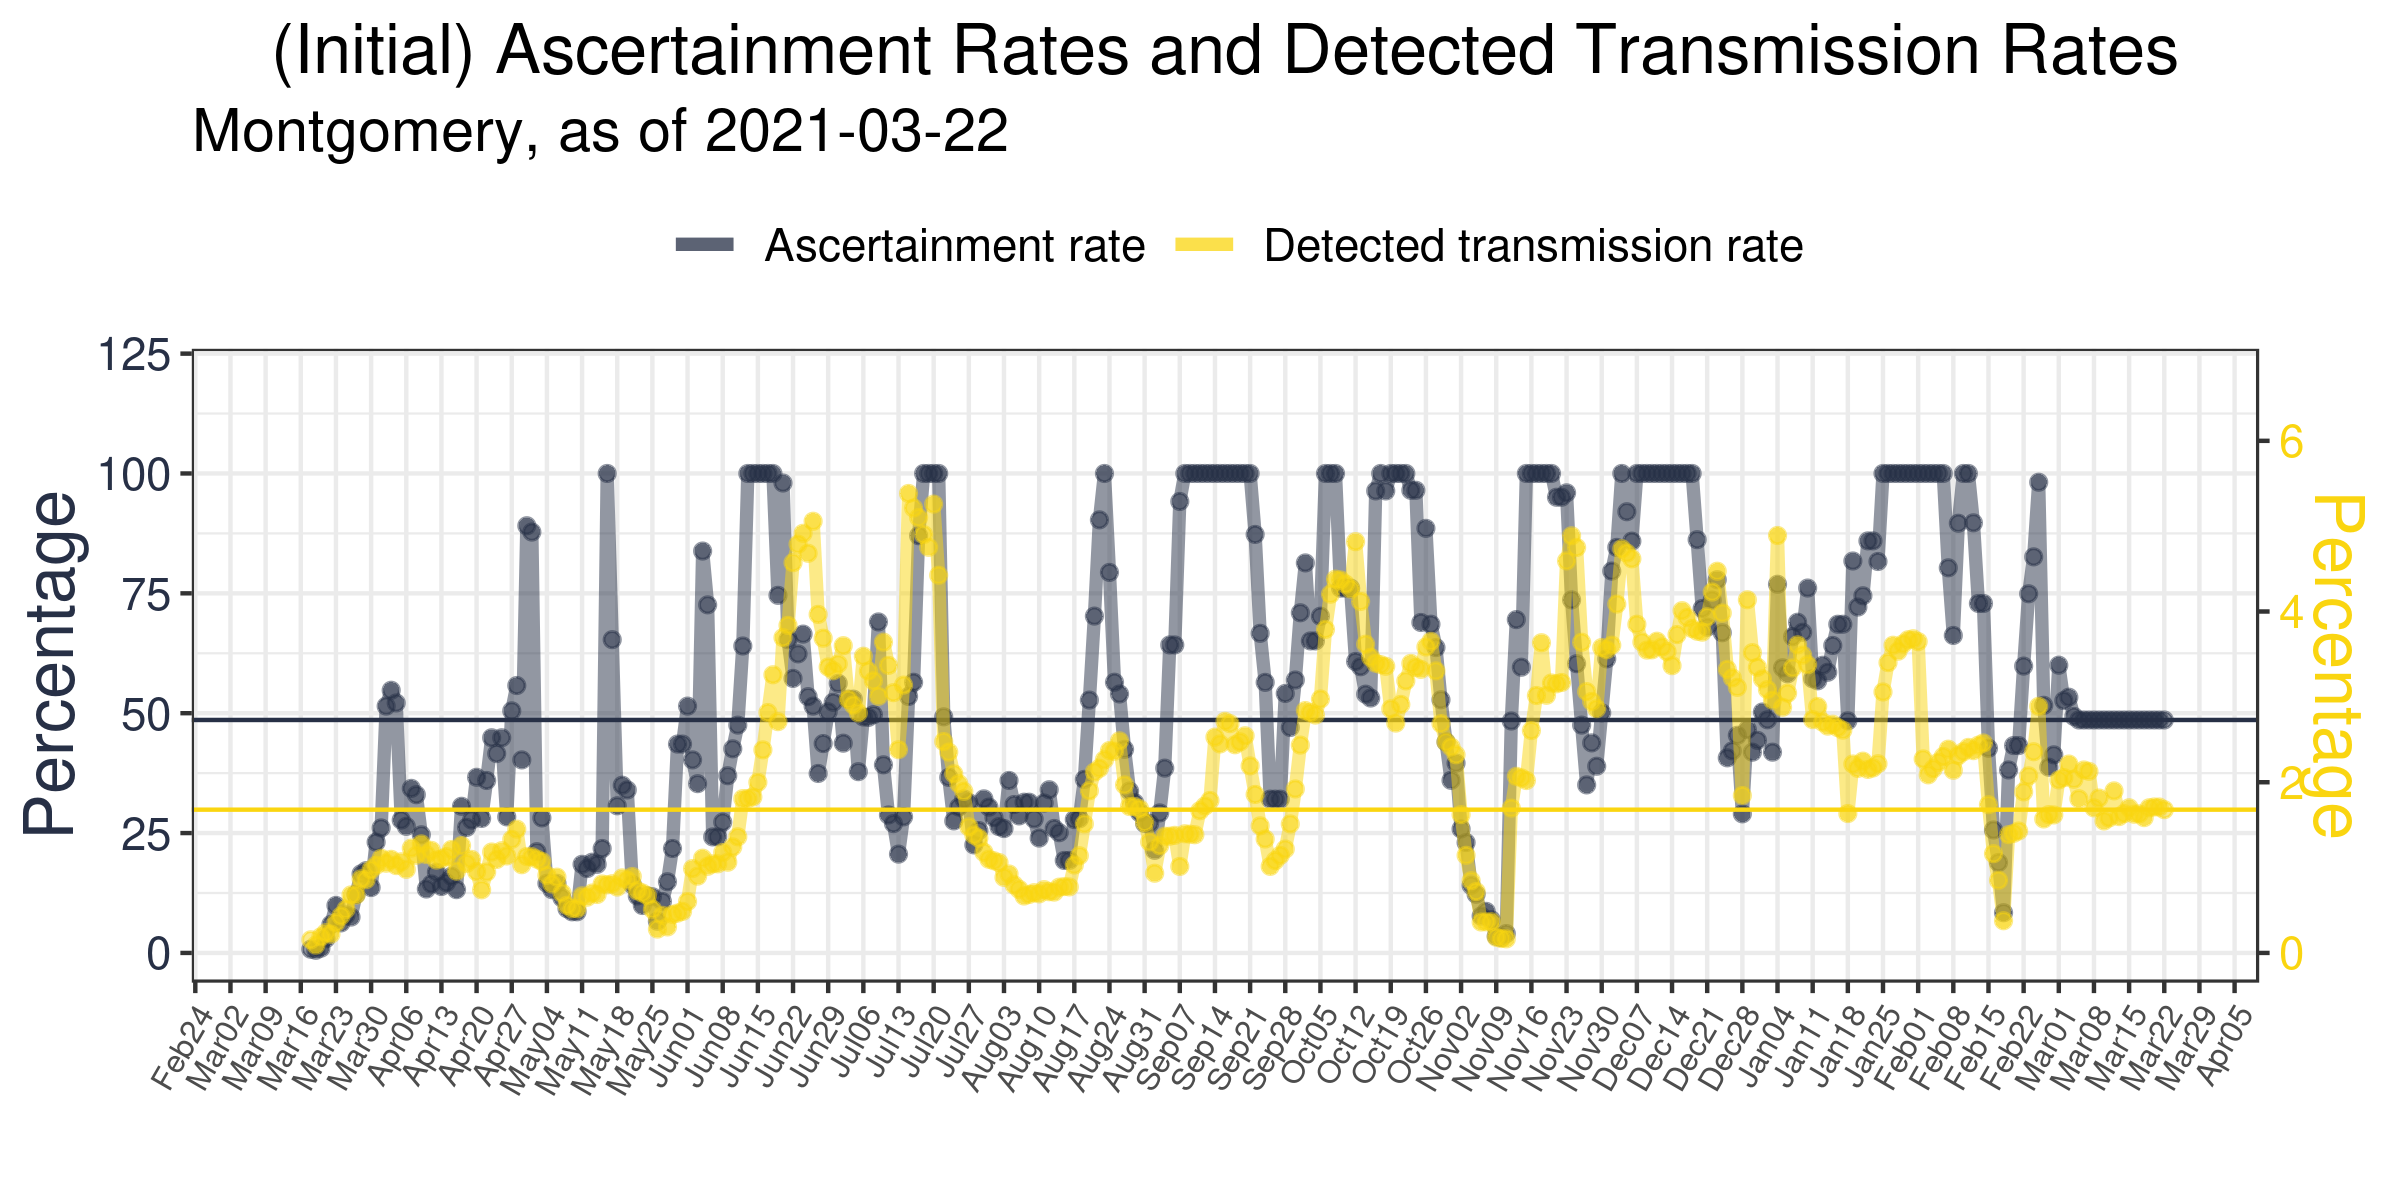 (Initial) Ascertainment Rates and Detected Transmission Rates
Montgomery, as of 2021-03-22
Ascertainment rate
Detected transmission rate
125
100
75
50
25
0
Percentage
6
4
2
0
Percentage
Feb24
Mar02
Mar09
Mar16
Mar23
Mar30
Apr06
Apr13
Apr20
Apr27
May04
May11
May18
May25
Jun01
Jun08
Jun15
Jun22
Jun29
Jul06
Jul13
Jul20
Jul27
Aug03
Aug10
Aug17
Aug24
Aug31
Sep07
Sep14
Sep21
Sep28
Oct05
Oct12
Oct19
Oct26
Nov02
Nov09
Nov16
Nov23
Nov30
Dec07
Dec14
Dec21
Dec28
Jan04
Jan11
Jan18
Jan25
Feb01
Feb08
Feb15
Feb22
Mar01
Mar08
Mar15
Mar22
Mar29
Apr05